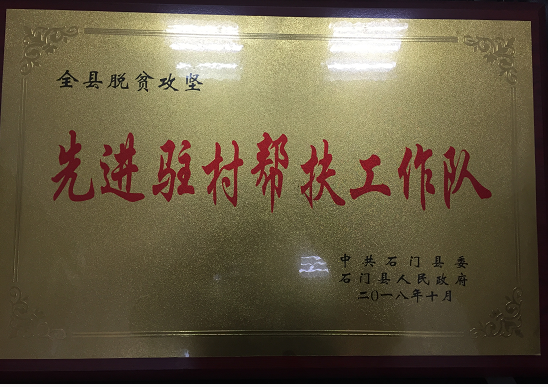 全县脱贫攻坚
先进驻村帮扶工作队
中共石门县委
石门县人民政府
二〇一八年十月